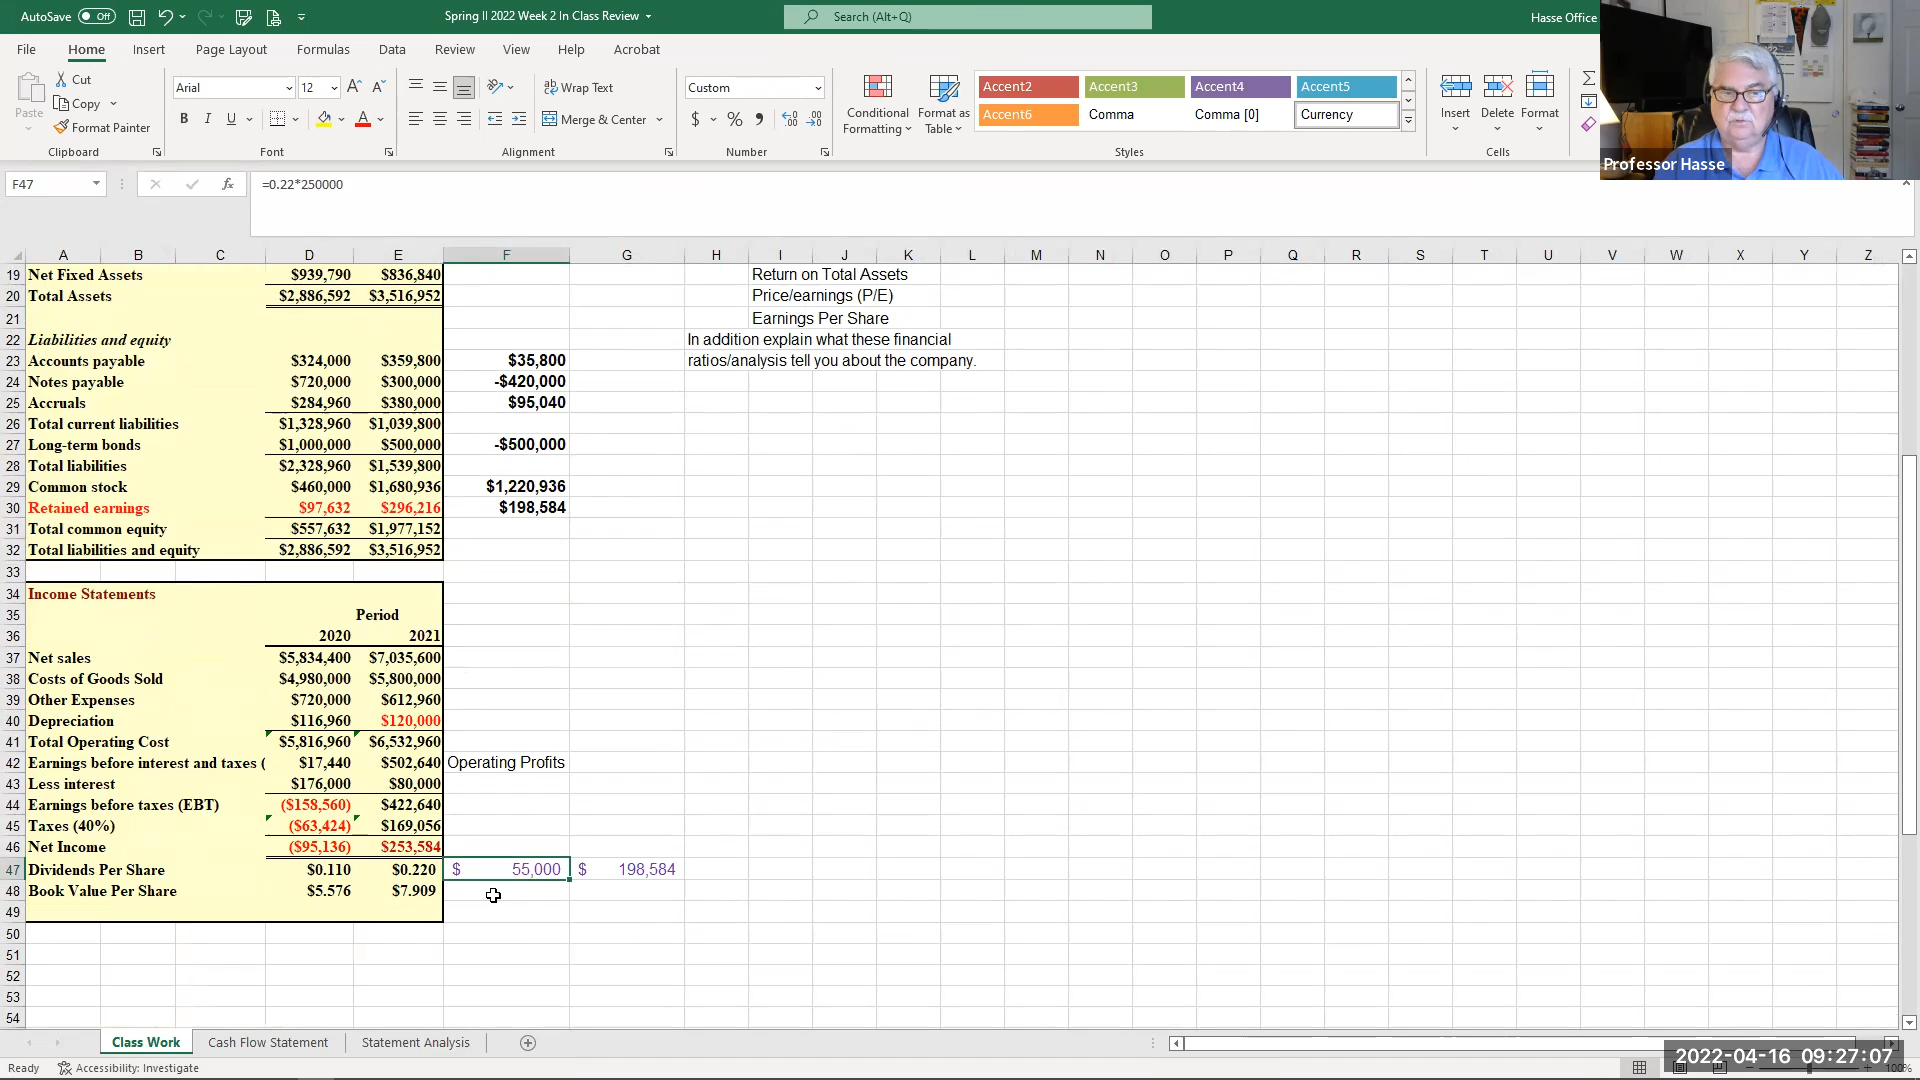 AutoSave Off
Spring II 2022 Week 2 In Class Review
Search (Alt+Q)
Hasse Office
File Home Insert Page Layout Formulas Data Review View Help Acrobat
Paste
Cut
Copy
Format Painter
Clipboard
Arial 12
B I U
Font
Wrap Text
Merge & Center
Alignment
Custom
$ % 9
Number
Conditional Formatting
Format as Table
Accent2 Accent3 Accent4 Accent5
Accent6 Comma Comma [0] Currency
Styles
Insert Delete Format
Cells
Professor Hasse
F47 fx =0.22*250000
A B C D E F G H I J K L M N O P Q R S T U V W X Y Z
19 Net Fixed Assets $939,790 $836,840 Return on Total Assets
20 Total Assets $2,886,592 $3,516,952 Price/earnings (P/E)
21 Earnings Per Share
22 Liabilities and equity In addition explain what these financial
23 Accounts payable $324,000 $359,800 $35,800 ratios/analysis tell you about the company.
24 Notes payable $720,000 $300,000 -$420,000
25 Accruals $284,960 $380,000 $95,040
26 Total current liabilities $1,328,960 $1,039,800
27 Long-term bonds $1,000,000 $500,000 -$500,000
28 Total liabilities $2,328,960 $1,539,800
29 Common stock $460,000 $1,680,936 $1,220,936
30 Retained earnings $97,632 $296,216 $198,584
31 Total common equity $557,632 $1,977,152
32 Total liabilities and equity $2,886,592 $3,516,952
33
34 Income Statements
35 Period
36 2020 2021
37 Net sales $5,834,400 $7,035,600
38 Costs of Goods Sold $4,980,000 $5,800,000
39 Other Expenses $720,000 $612,960
40 Depreciation $116,960 $120,000
41 Total Operating Cost $5,816,960 $6,532,960
42 Earnings before interest and taxes ( $17,440 $502,640 Operating Profits
43 Less interest $176,000 $80,000
44 Earnings before taxes (EBT) ($158,560) $422,640
45 Taxes (40%) ($63,424) $169,056
46 Net Income ($95,136) $253,584
47 Dividends Per Share $0.110 $0.220 $ 55,000 $ 198,584
48 Book Value Per Share $5.576 $7.909
49
50
51
52
53
54
Class Work Cash Flow Statement Statement Analysis
Ready Accessibility: Investigate
2022-04-16 09:27:07
100%